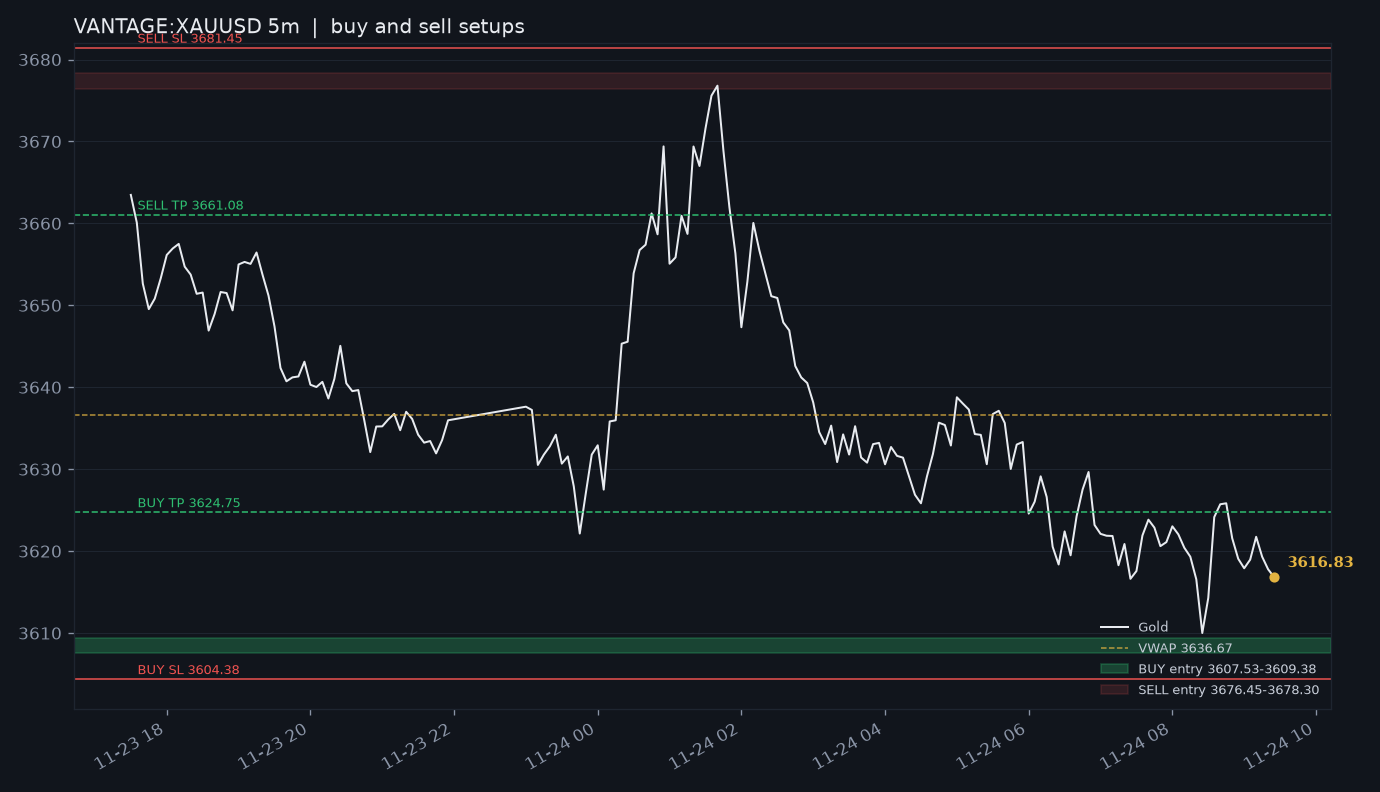 VANTAGE:XAUUSD 5m | buy and sell setups
SELL SL 3681.45
3680
3670
SELL TP 3661.08
3660
3650
3640
3630
BUY TP 3624.75
3620
3616.83
3610
Gold
VWAP 3636.67
BUY SL 3604.38
BUY entry 3607.53-3609.38
SELL entry 3676.45-3678.30
11-23 18
11-23 20
11-23 22
11-24 00
11-24 02
11-24 04
11-24 06
11-24 08
11-24 10